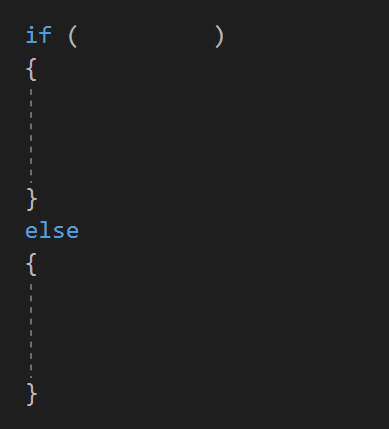 if (          )
{
}
else
{
}